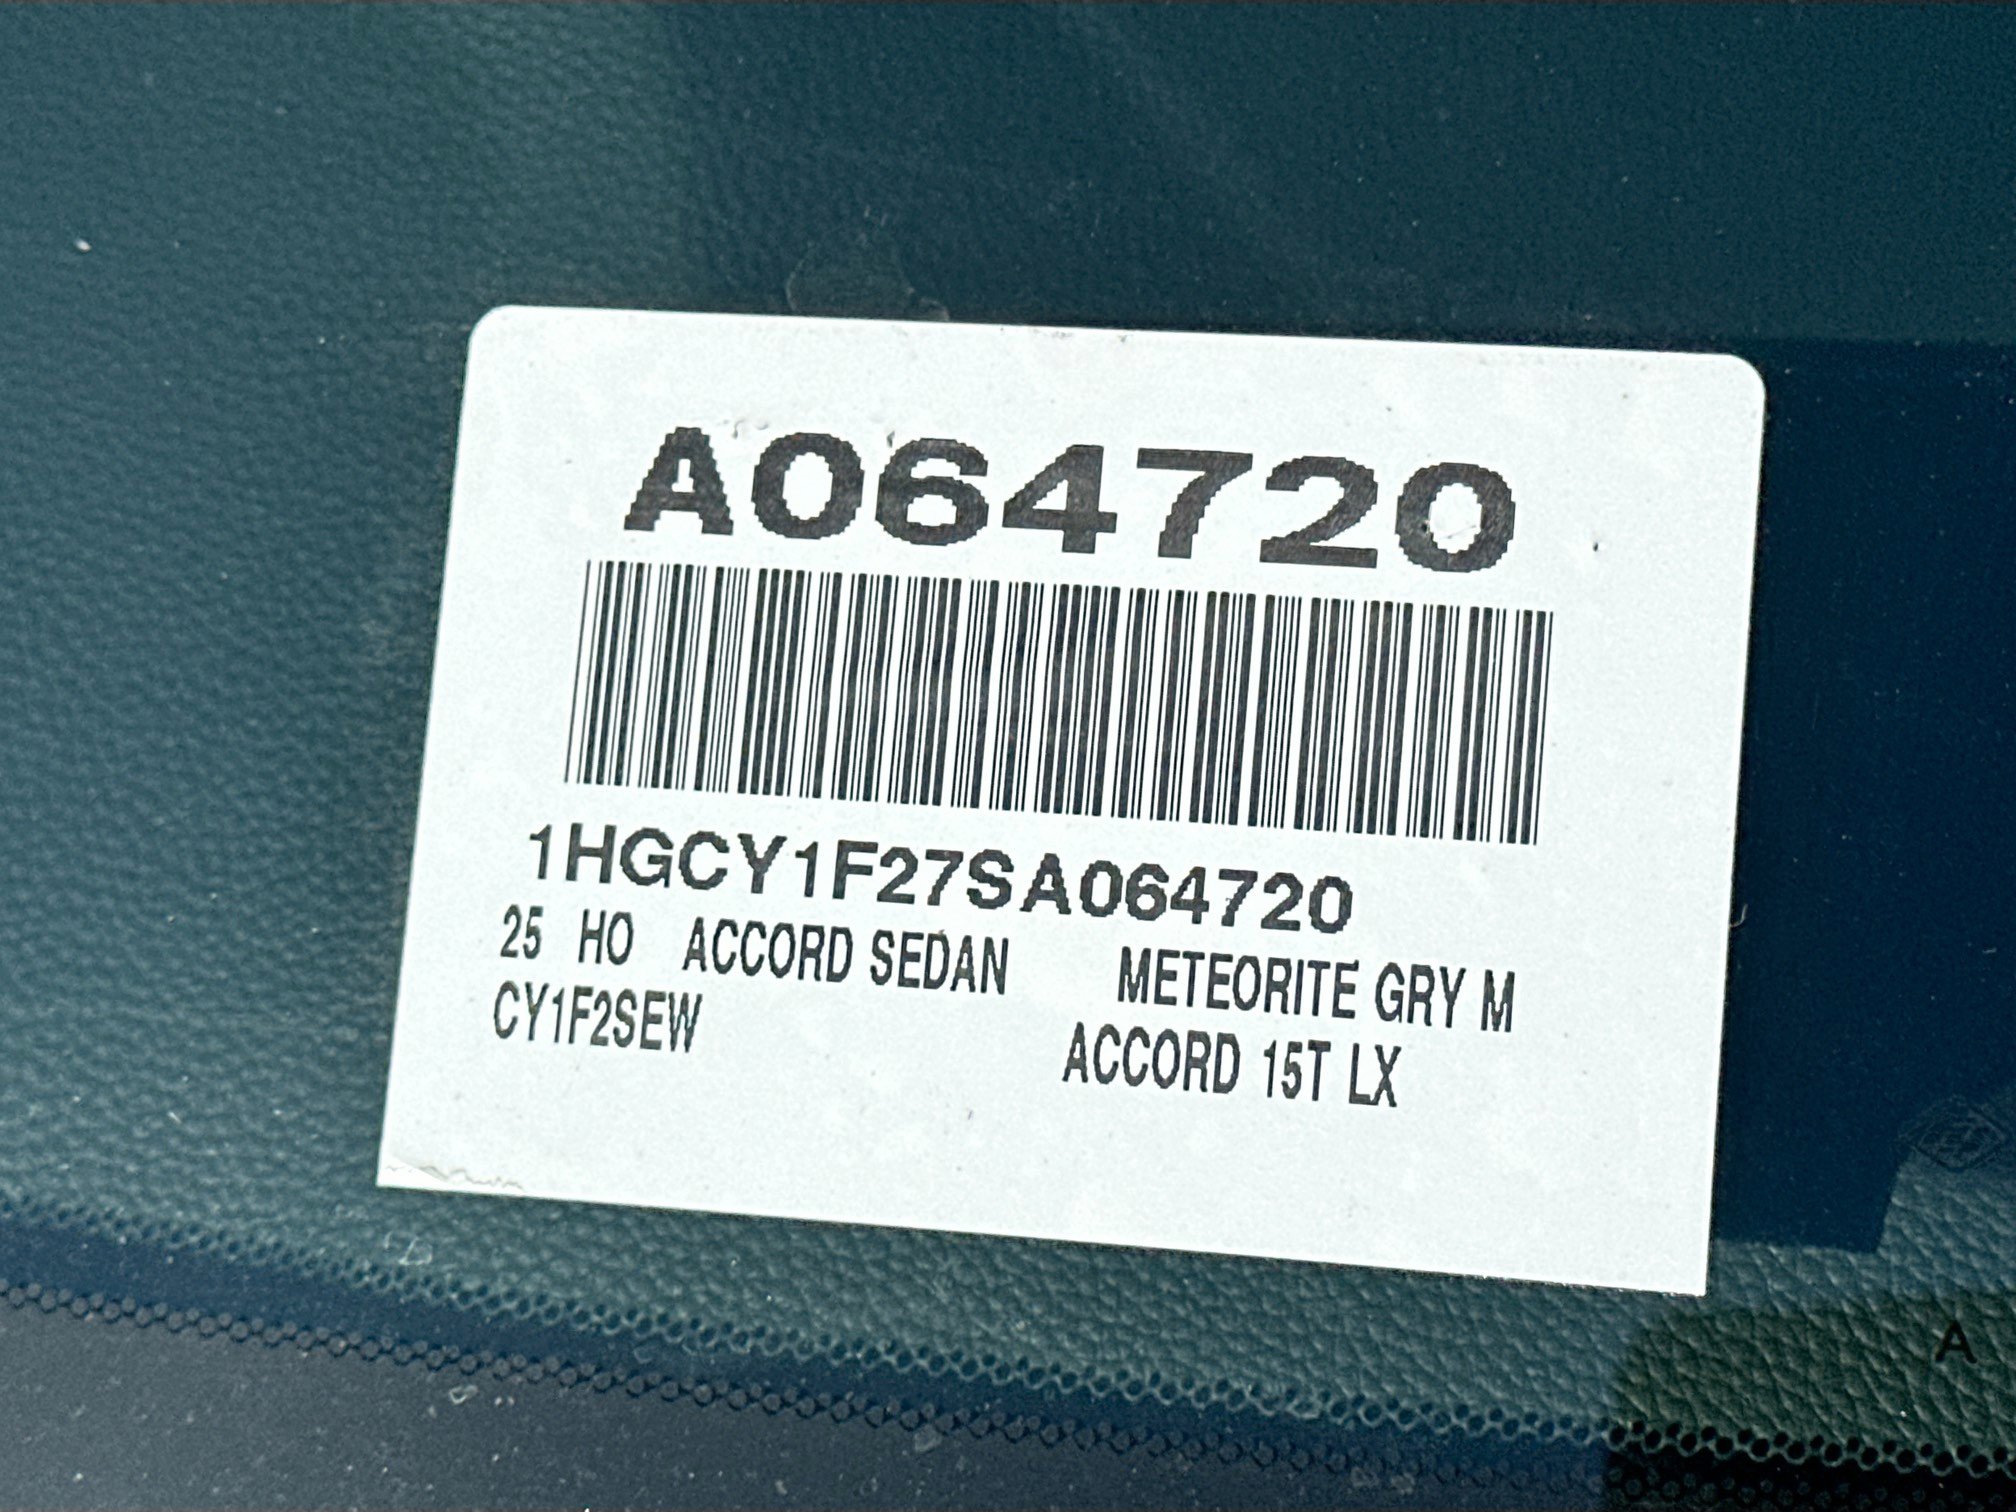 A064720
1HGCY1F27SA064720
25 HO ACCORD SEDAN METEORITE GRY M
CY1F2SEW ACCORD 15T LX
A